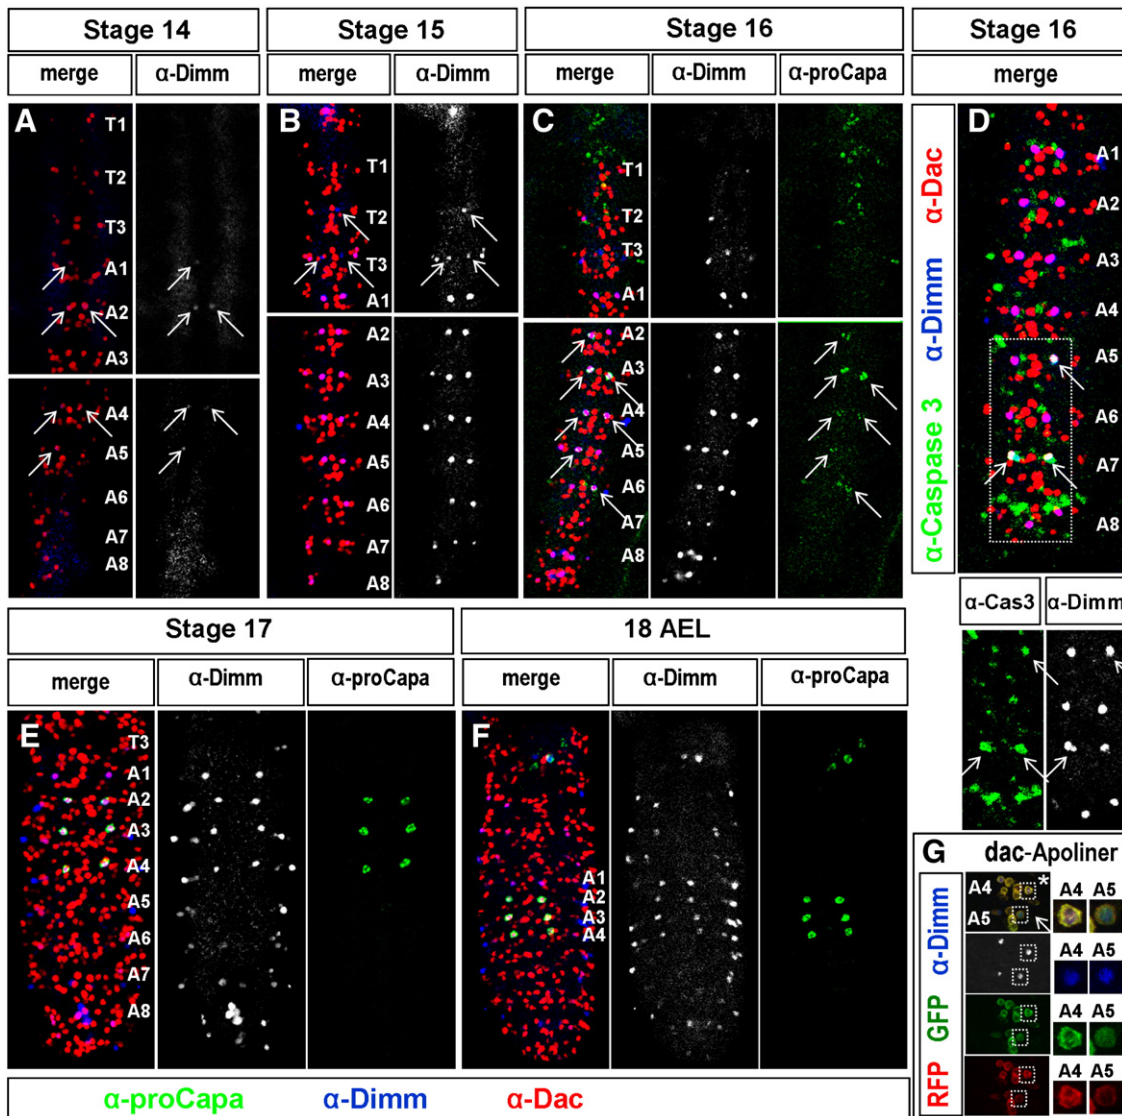 Stage 14
Stage 15
Stage 16
Stage 16
merge α-Dimm
merge α-Dimm
merge α-Dimm α-proCapa
merge
A
T1
T2
T3
A1
A2
A3
A4
A5
A6
A7
A8
B
T1
T2
T3
A1
A2
A3
A4
A5
A6
A7
A8
C
T1
T2
T3
A1
A2
A3
A4
A5
A6
A7
A8
α-Caspase 3 α-Dimm α-Dac
D
A1
A2
A3
A4
A5
A6
A7
A8
α-Cas3 α-Dimm
Stage 17
18 AEL
merge α-Dimm α-proCapa
merge α-Dimm α-proCapa
E
T3
A1
A2
A3
A4
A5
A6
A7
A8
F
A1
A2
A3
A4
G
dac-Apoliner
RFP GFP α-Dimm
A4
A5
*
A4 A5
A4 A5
A4 A5
A4 A5
α-proCapa α-Dimm α-Dac